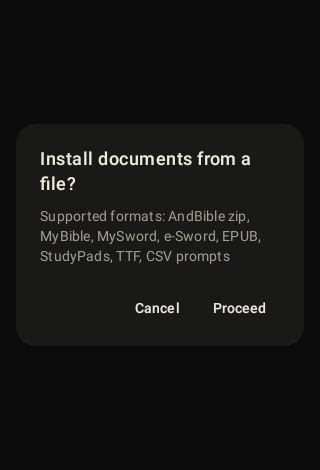 Install documents from a
file?
Supported formats: AndBible zip,
MyBible, MySword, e-Sword, EPUB,
StudyPads, TTF, CSV prompts
Cancel Proceed